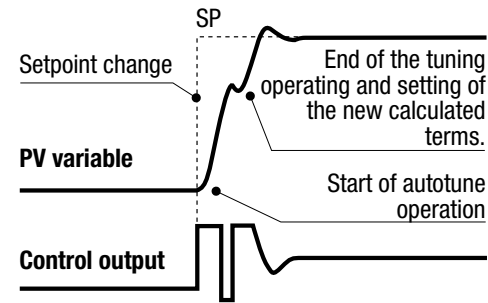 SP
Setpoint change
End of the tuning
operating and setting of
the new calculated
terms.
PV variable
Start of autotune
operation
Control output